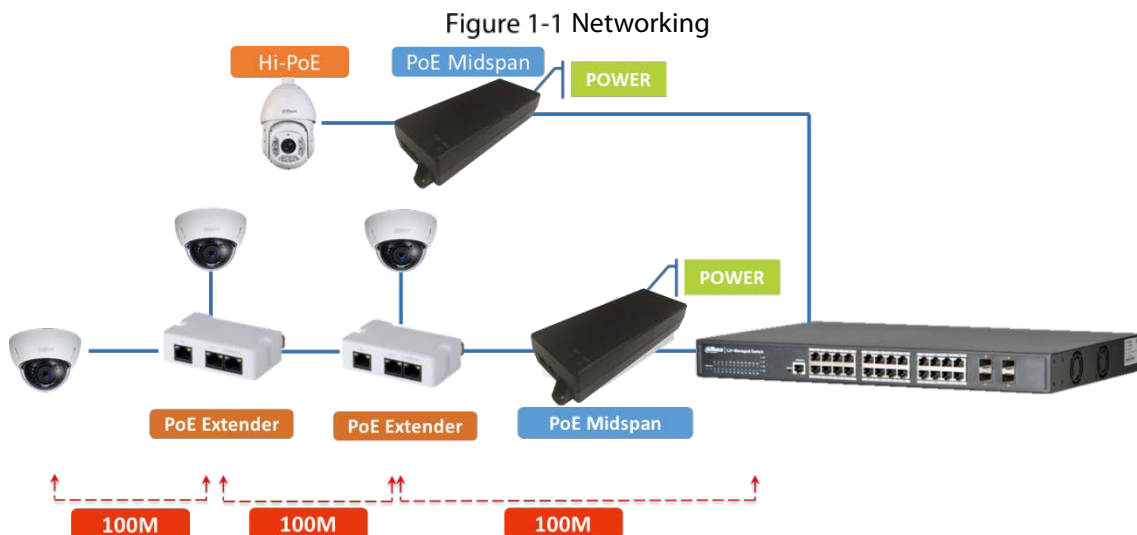 Figure 1-1 Networking
Hi-PoE
PoE Midspan
POWER
POWER
PoE Extender
PoE Extender
PoE Midspan
100M
100M
100M